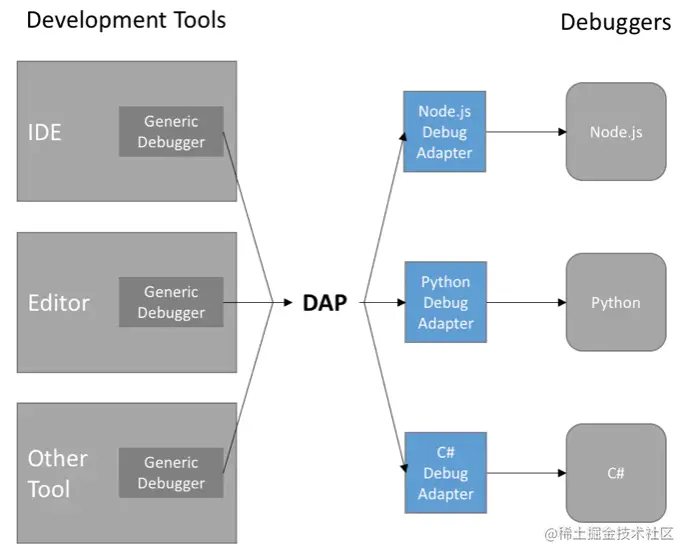 Development Tools
Debuggers
IDE
Generic
Debugger
Node.js
Debug
Adapter
Node.js
Editor
Generic
Debugger
DAP
Python
Debug
Adapter
Python
Other
Tool
Generic
Debugger
C#
Debug
Adapter
C#
@稀土掘金技术社区